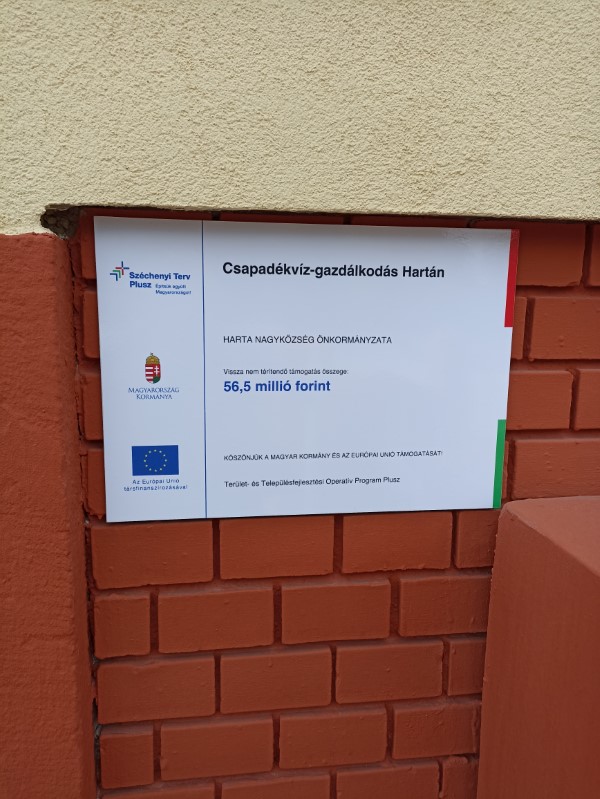 Széchenyi Terv
Plusz Építsük együtt
Magyarországot!
MAGYARORSZÁG
KORMÁNYA
Az Európai Unió
társfinanszírozásával
Csapadékvíz-gazdálkodás Hartán
HARTA NAGYKÖZSÉG ÖNKORMÁNYZATA
Vissza nem térítendő támogatás összege:
56,5 millió forint
KÖSZÖNJÜK A MAGYAR KORMÁNY ÉS AZ EURÓPAI UNIÓ TÁMOGATÁSÁT!
Terület- és Településfejlesztési Operatív Program Plusz